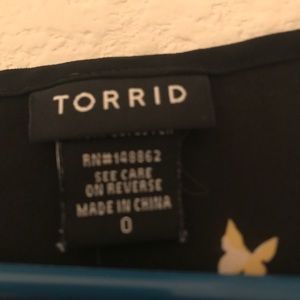 TORRID
RN#148862
SEE CARE
ON REVERSE
MADE IN CHINA
0